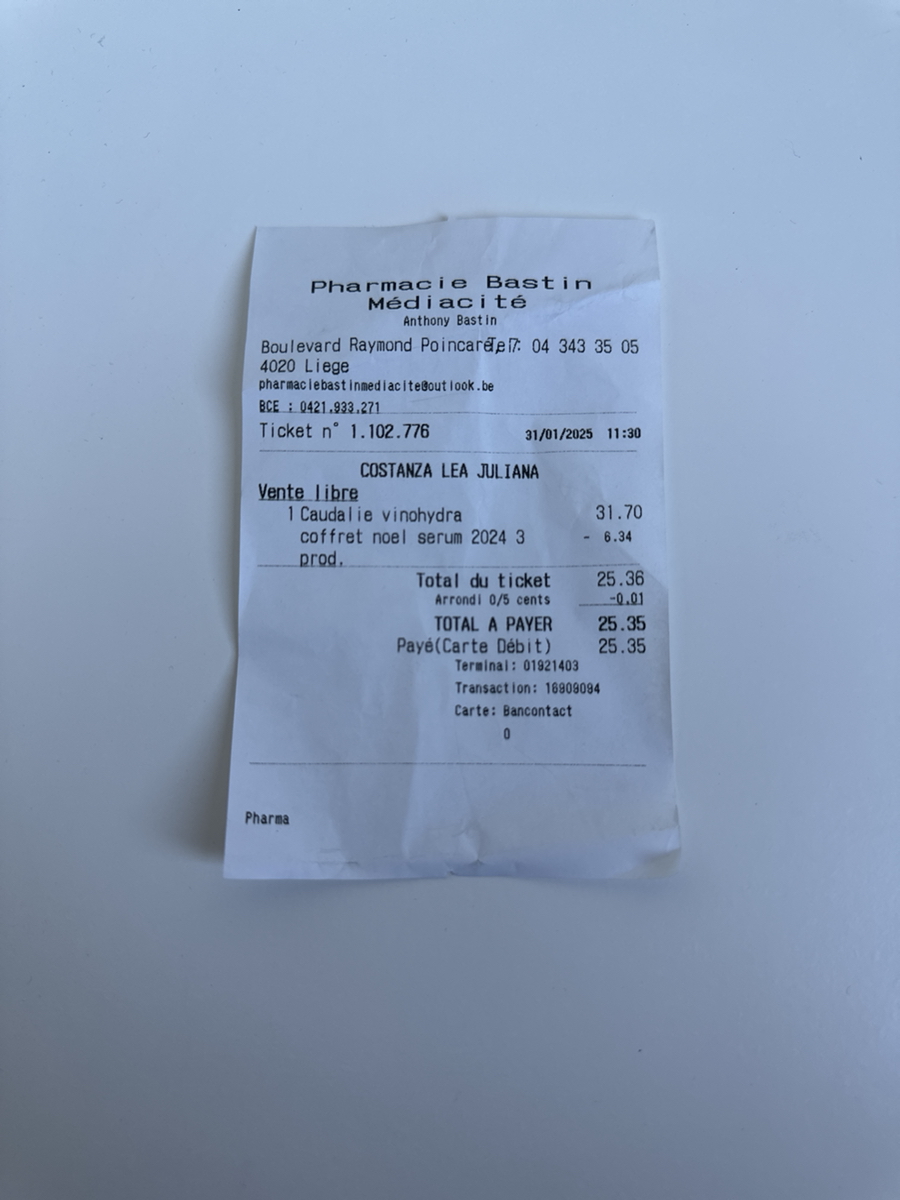 Pharmacie Bastin
Médiacité
Anthony Bastin
Boulevard Raymond Poincaré, 7 Tel: 04 343 35 05
4020 Liege
pharmaciebastinmediacite@outlook.be
BCE : 0421.933.271
Ticket n° 1.102.776 31/01/2025 11:30
COSTANZA LEA JULIANA
Vente libre
1 Caudalie vinohydra 31.70
coffret noel serum 2024 3 - 6.34
prod.
Total du ticket 25.36
Arrondi 0/5 cents -0.01
TOTAL A PAYER 25.35
Payé(Carte Débit) 25.35
Terminal: 01921403
Transaction: 16909094
Carte: Bancontact
0
Pharma